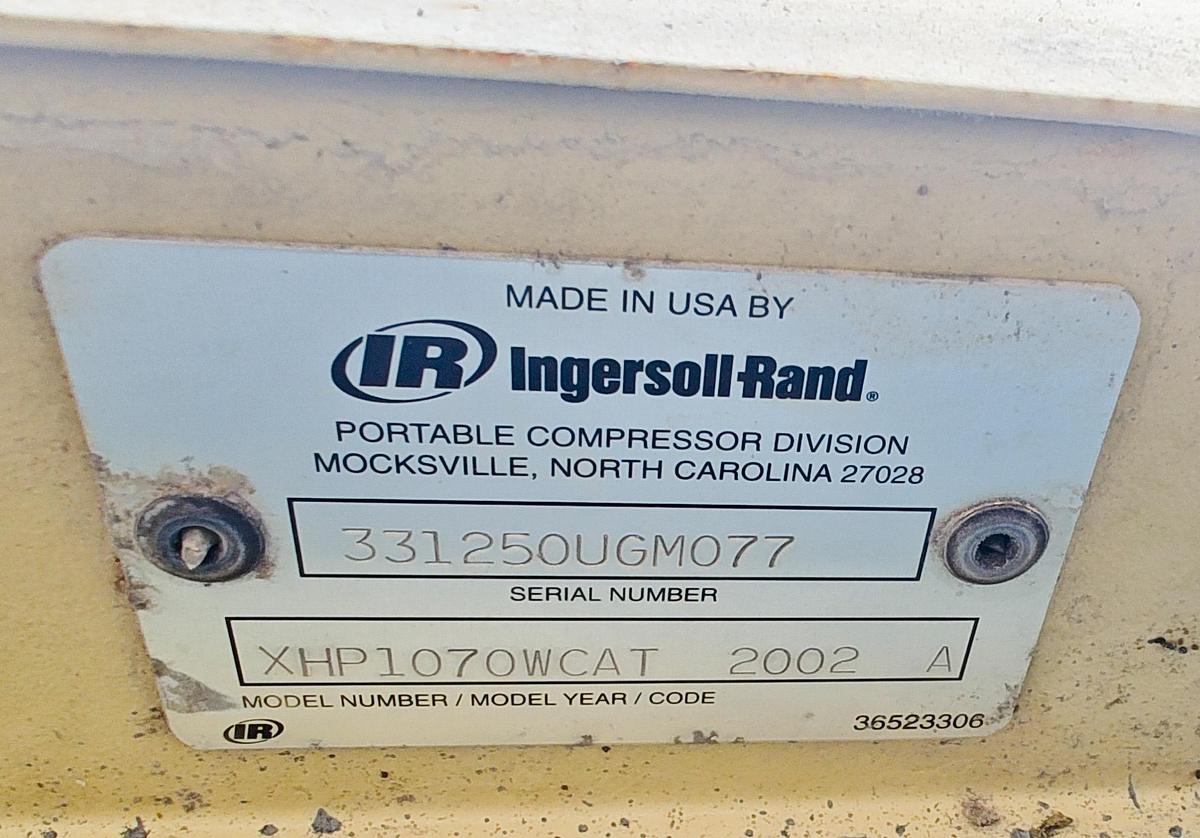 MADE IN USA BY
IR Ingersoll-Rand®
PORTABLE COMPRESSOR DIVISION
MOCKSVILLE, NORTH CAROLINA 27028
331250UGM077
SERIAL NUMBER
XHP1070WCAT 2002 A
MODEL NUMBER / MODEL YEAR / CODE
IR 36523306